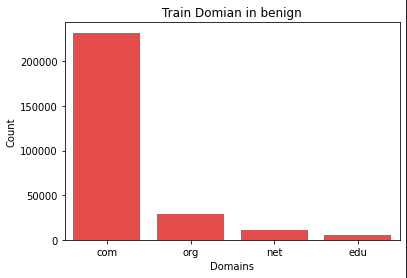 Train Domian in benign
200000
150000
100000
50000
0
Count
com org net edu
Domains